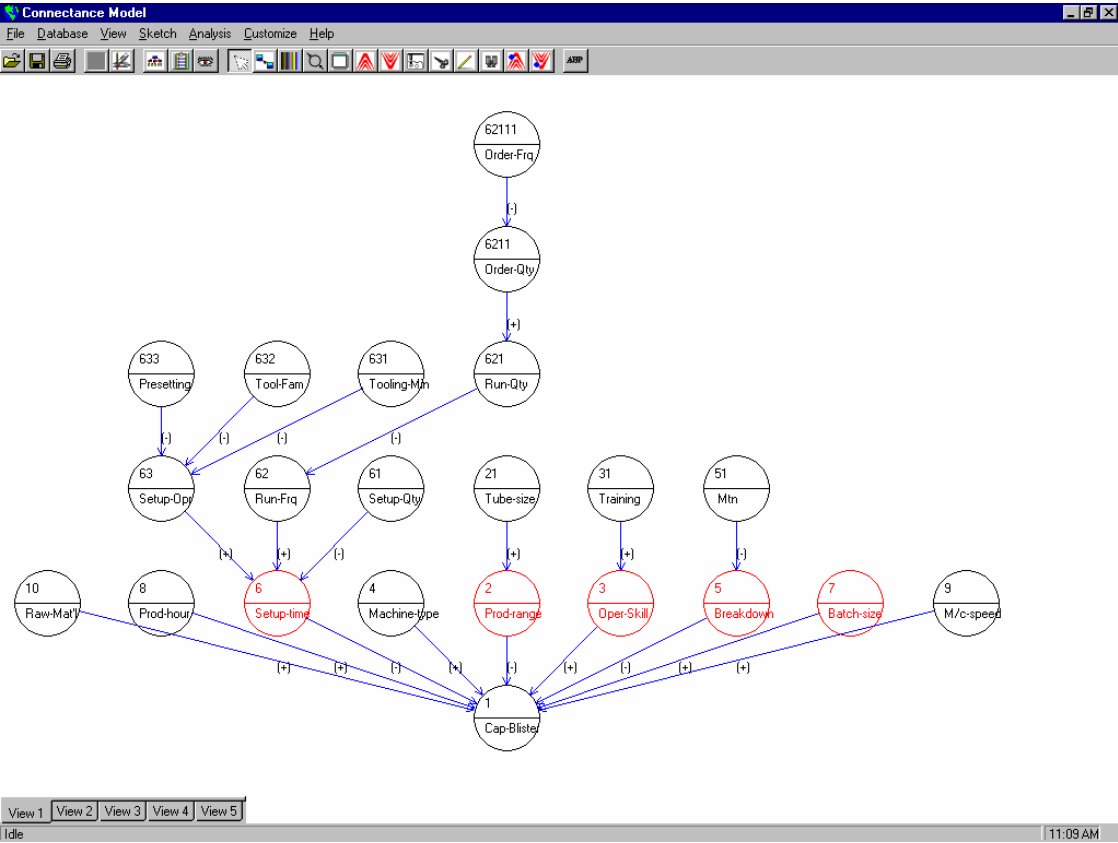 Connectance Model
File Database View Sketch Analysis Customize Help
AHP
62111
Order-Frq
(-)
6211
Order-Qty
(+)
633 632 631 621
Presetting Tool-Fam Tooling-Min Run-Qty
(-) (-) (-) (-)
63 62 61 21 31 51
Setup-Opr Run-Frq Setup-Qty Tube-size Training Mtn
(+) (+) (-) (+) (+) (-)
10 8 6 4 2 3 5 7 9
Raw-Mat'l Prod-hour Setup-time Machine-type Prod-range Oper-Skill Breakdown Batch-size M/c-speed
(+) (+) (-) (+) (-) (+) (-) (+) (+)
1
Cap-Blister
View 1 View 2 View 3 View 4 View 5
Idle 11:09 AM